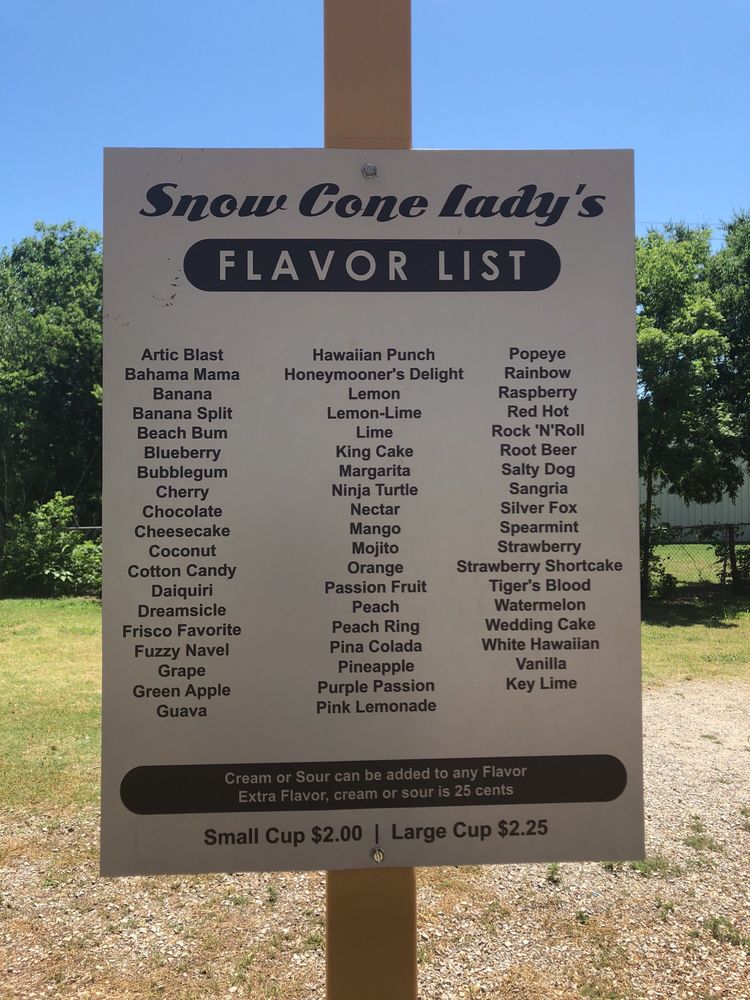 Snow Cone Lady's
FLAVOR LIST
Artic Blast
Bahama Mama
Banana
Banana Split
Beach Bum
Blueberry
Bubblegum
Cherry
Chocolate
Cheesecake
Coconut
Cotton Candy
Daiquiri
Dreamsicle
Frisco Favorite
Fuzzy Navel
Grape
Green Apple
Guava
Hawaiian Punch
Honeymooner's Delight
Lemon
Lemon-Lime
Lime
King Cake
Margarita
Ninja Turtle
Nectar
Mango
Mojito
Orange
Passion Fruit
Peach
Peach Ring
Pina Colada
Pineapple
Purple Passion
Pink Lemonade
Popeye
Rainbow
Raspberry
Red Hot
Rock 'N'Roll
Root Beer
Salty Dog
Sangria
Silver Fox
Spearmint
Strawberry
Strawberry Shortcake
Tiger's Blood
Watermelon
Wedding Cake
White Hawaiian
Vanilla
Key Lime
Cream or Sour can be added to any Flavor
Extra Flavor, cream or sour is 25 cents
Small Cup $2.00 | Large Cup $2.25